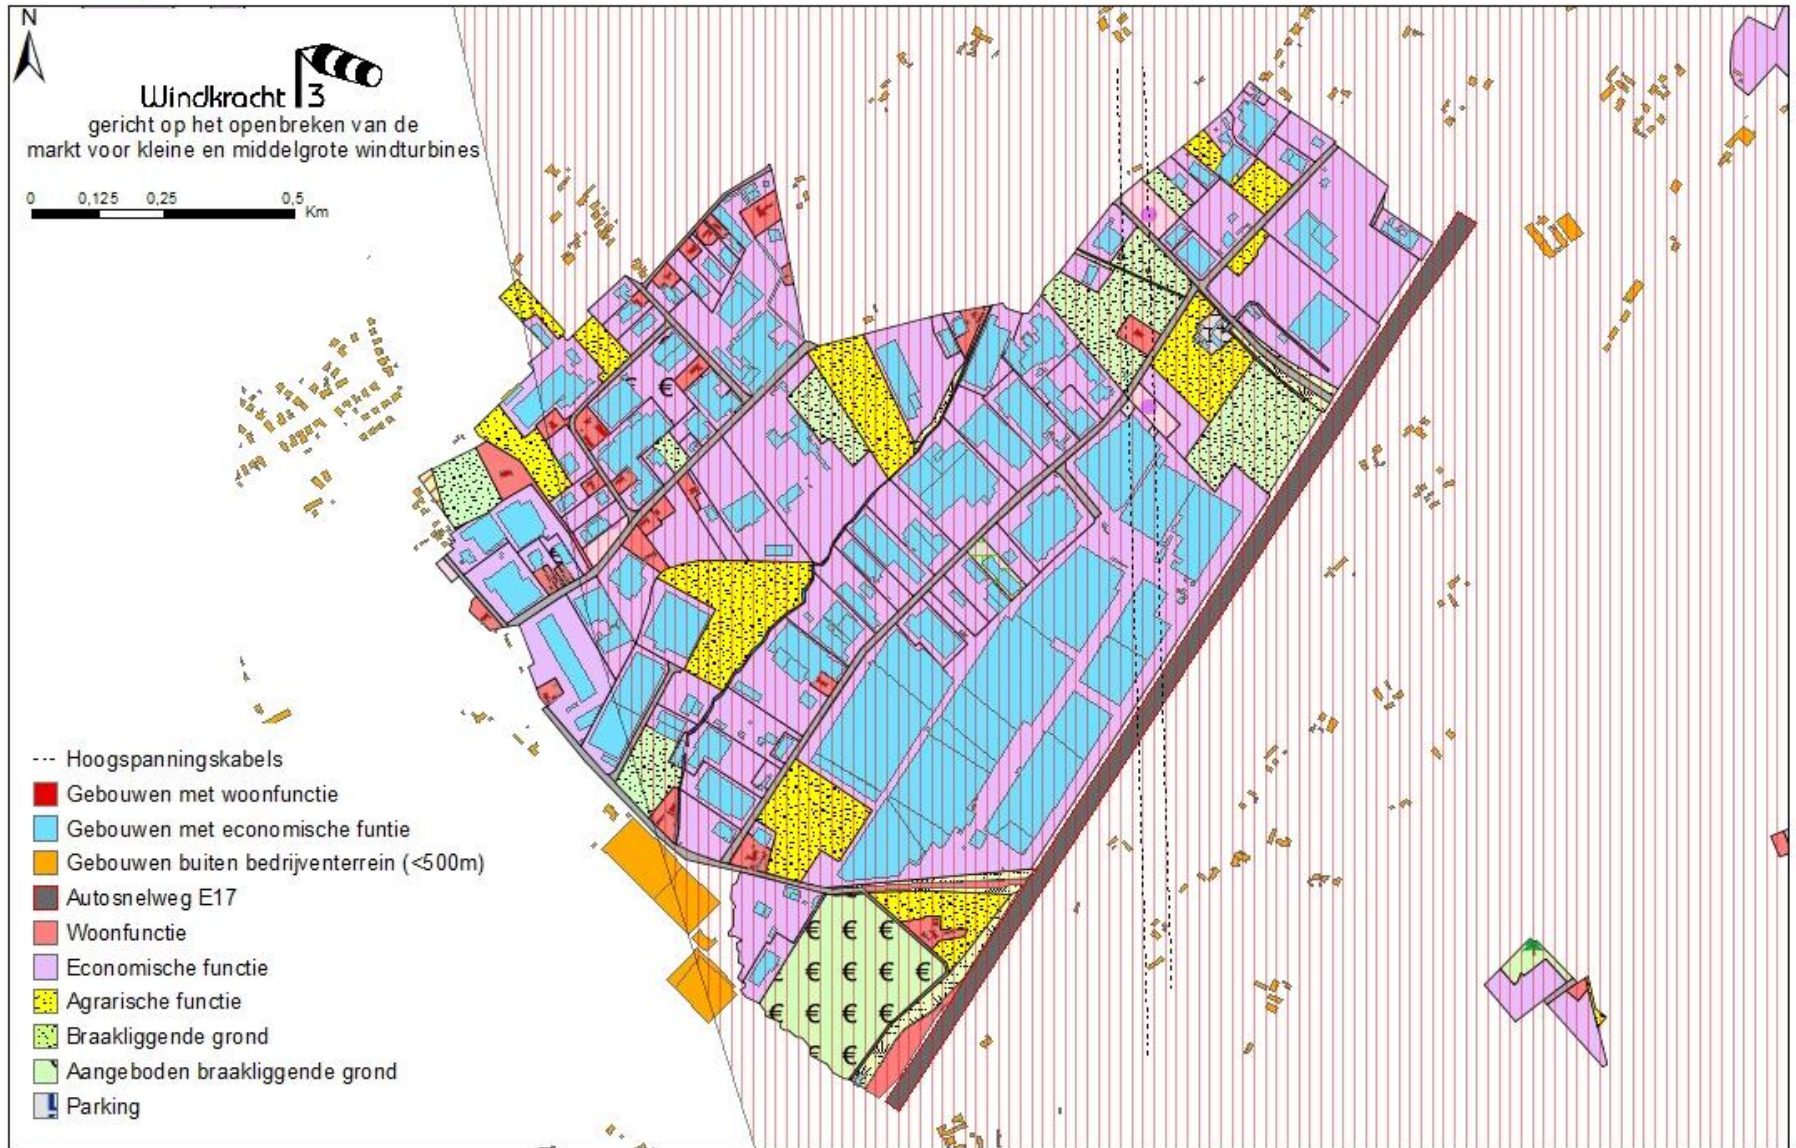 N
Windkracht 3
gericht op het openbreken van de
markt voor kleine en middelgrote windturbines
0 0,125 0,25 0,5
Km
Hoogspanningskabels
Gebouwen met woonfunctie
Gebouwen met economische funtie
Gebouwen buiten bedrijventerrein (<500m)
Autosnelweg E17
Woonfunctie
Economische functie
Agrarische functie
Braakliggende grond
Aangeboden braakliggende grond
Parking
€
€ € €
€ € € €
€ € € €
€ €